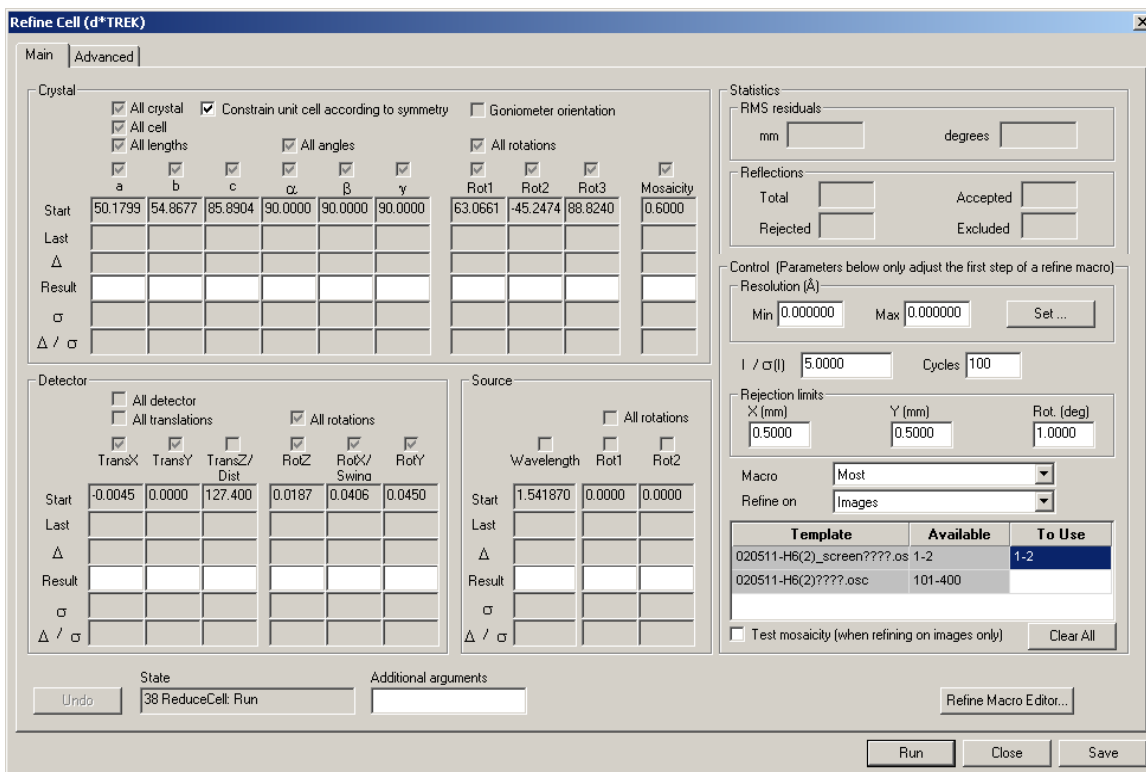 Refine Cell (d*TREK)
Main Advanced
Crystal
All crystal Constrain unit cell according to symmetry Goniometer orientation
All cell
All lengths All angles All rotations
a b c α β γ Rot1 Rot2 Rot3 Mosaicity
Start 50.1799 54.8677 85.8904 90.0000 90.0000 90.0000 63.0661 -45.2474 88.8240 0.6000
Last
Δ
Result
σ
Δ / σ
Statistics
RMS residuals
mm degrees
Reflections
Total Accepted
Rejected Excluded
Control (Parameters below only adjust the first step of a refine macro)
Resolution (Å)
Min 0.000000 Max 0.000000 Set ...
I / σ(I) 5.0000 Cycles 100
Rejection limits
X (mm) Y (mm) Rot. (deg)
0.5000 0.5000 1.0000
Macro Most
Refine on Images
Template Available To Use
020511-H6(2)_screen????.os 1-2 1-2
020511-H6(2)????.osc 101-400
Test mosaicity (when refining on images only) Clear All
Detector
All detector
All translations All rotations
TransX TransY TransZ/ RotZ RotX/ RotY
Dist Swing
Start -0.0045 0.0000 127.400 0.0187 0.0406 0.0450
Last
Δ
Result
σ
Δ / σ
Source
All rotations
Wavelength Rot1 Rot2
Start 1.541870 0.0000 0.0000
Last
Δ
Result
σ
Δ / σ
State Additional arguments
Undo 38 ReduceCell: Run Refine Macro Editor...
Run Close Save